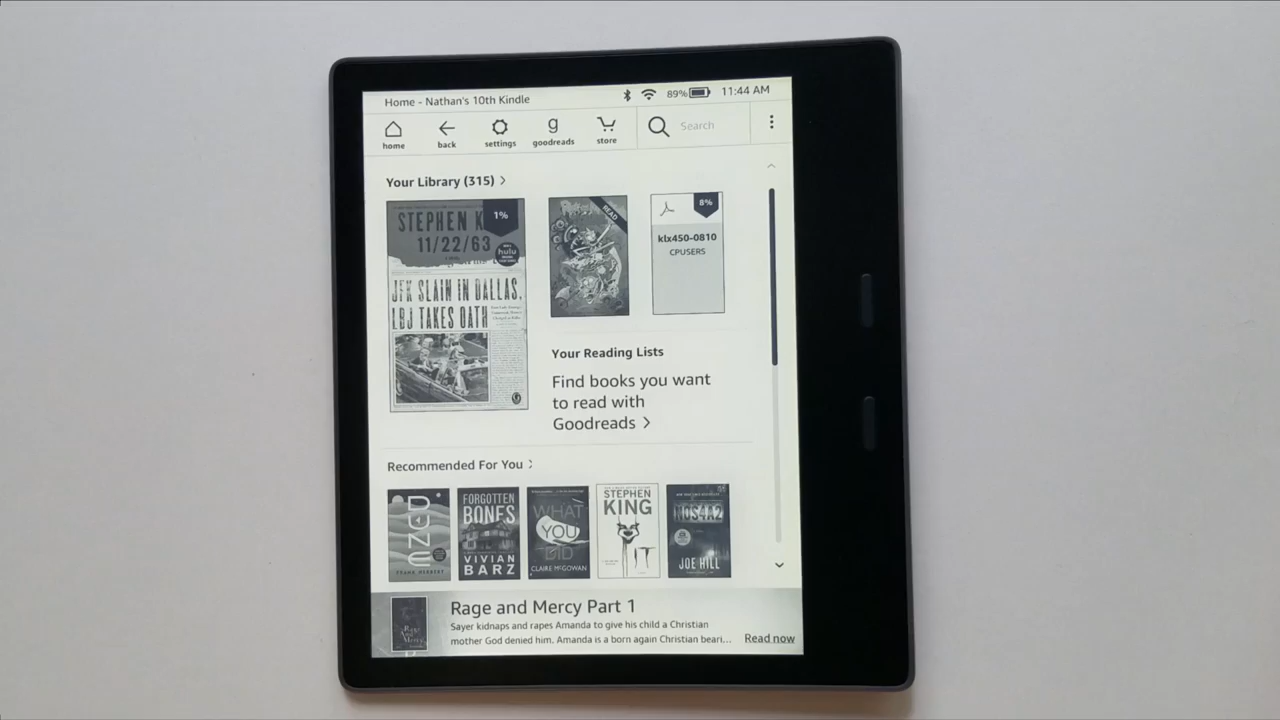 Home - Nathan's 10th Kindle
89%
11:44 AM
home
back
settings
g
goodreads
store
Search
Your Library (315)
STEPHEN K
1%
11/22/63
hulu
JFK SLAIN IN DALLAS,
LBJ TAKES OATH
READ
8%
klx450-0810
CPUSERS
Your Reading Lists
Find books you want
to read with
Goodreads
Recommended For You
DUNE
FRANK HERBERT
FORGOTTEN
BONES
VIVIAN
BARZ
WHAT
YOU
DID
CLAIRE McGOWAN
STEPHEN
KING
IT
NOS4A2
JOE HILL
Rage and Mercy Part 1
Sayer kidnaps and rapes Amanda to give his child a Christian
mother God denied him. Amanda is a born again Christian beari...
Read now
Rage
And
Mercy